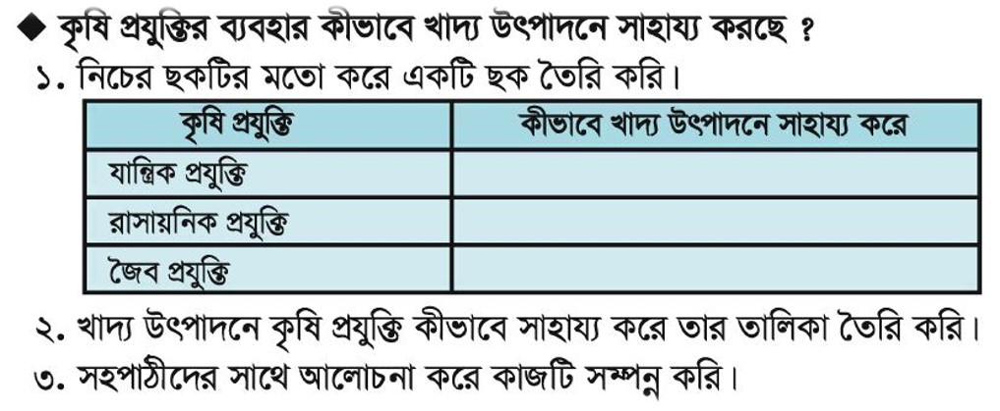 ◆ কৃষি প্রযুক্তির ব্যবহার কীভাবে খাদ্য উৎপাদনে সাহায্য করছে ?
১. নিচের ছকটির মতো করে একটি ছক তৈরি করি।
কৃষি প্রযুক্তি কীভাবে খাদ্য উৎপাদনে সাহায্য করে
যান্ত্রিক প্রযুক্তি
রাসায়নিক প্রযুক্তি
জৈব প্রযুক্তি
২. খাদ্য উৎপাদনে কৃষি প্রযুক্তি কীভাবে সাহায্য করে তার তালিকা তৈরি করি।
৩. সহপাঠীদের সাথে আলোচনা করে কাজটি সম্পন্ন করি।